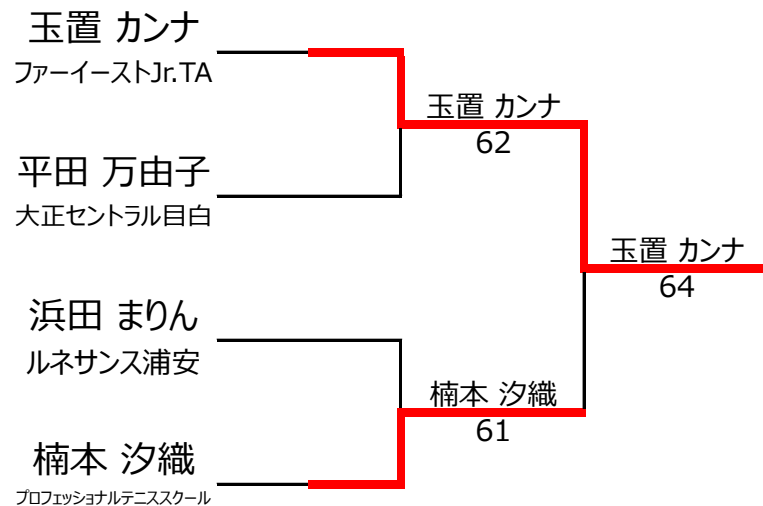 玉置 カンナ
ファーイーストJr.TA
平田 万由子
大正セントラル目白
浜田 まりん
ルネサンス浦安
楠本 汐織
プロフェッショナルテニススクール
玉置 カンナ
62
楠本 汐織
61
玉置 カンナ
64